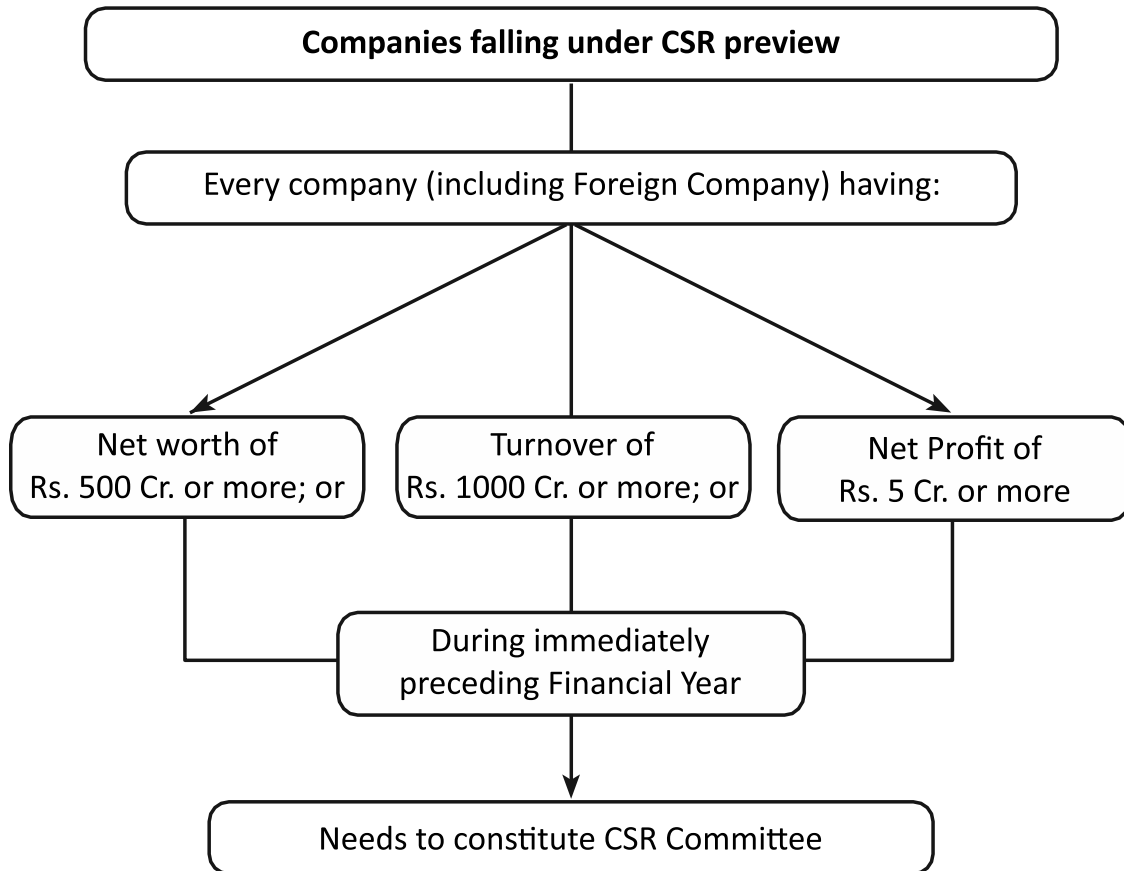 Companies falling under CSR preview
Every company (including Foreign Company) having:
Net worth of
Rs. 500 Cr. or more; or
Turnover of
Rs. 1000 Cr. or more; or
Net Profit of
Rs. 5 Cr. or more
During immediately
preceding Financial Year
Needs to constitute CSR Committee